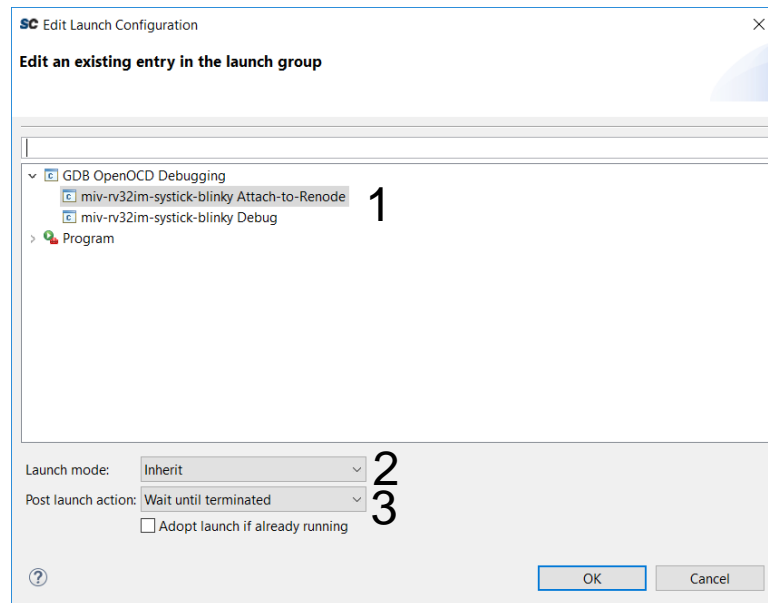 SC Edit Launch Configuration
Edit an existing entry in the launch group
GDB OpenOCD Debugging
miv-rv32im-systick-blinky Attach-to-Renode
1
miv-rv32im-systick-blinky Debug
Program
Launch mode: Inherit
2
Post launch action: Wait until terminated
3
Adopt launch if already running
? OK Cancel